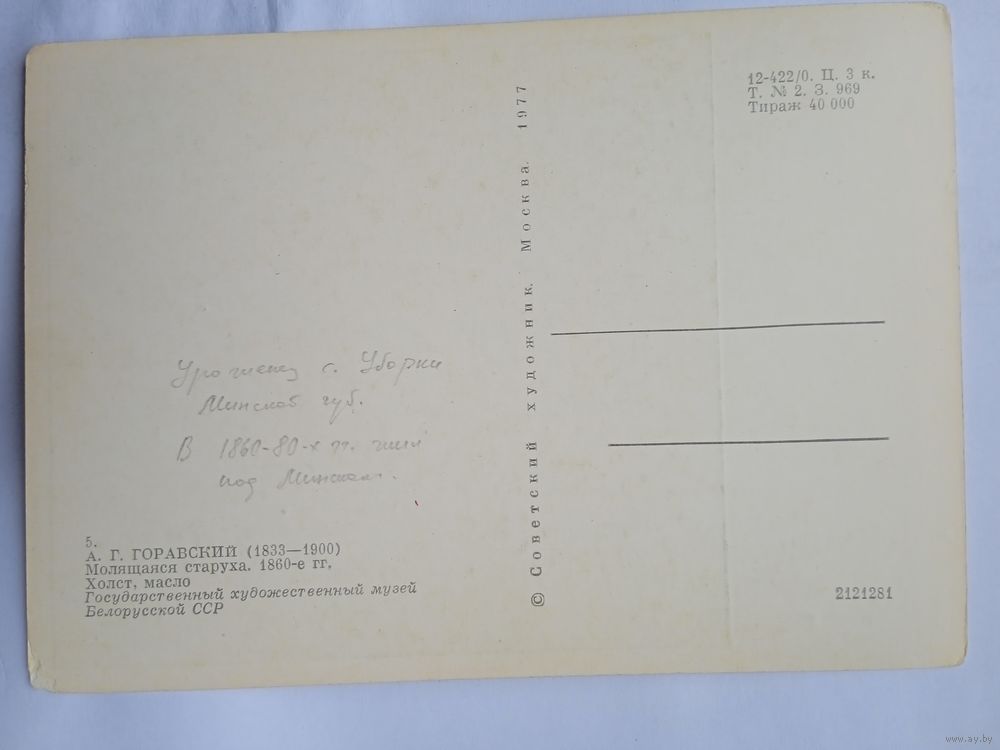 12-422/0. Ц. 3 к.
Т. № 2. З. 969
Тираж 40 000
© Советский художник. Москва. 1977
Уроженец с. Уборки
Минской губ.
В 1860-80-х гг. жил
под Минском.
5.
А. Г. ГОРАВСКИЙ (1833—1900)
Молящаяся старуха. 1860-е гг.
Холст, масло
Государственный художественный музей
Белорусской ССР
2121281
www.ay.by